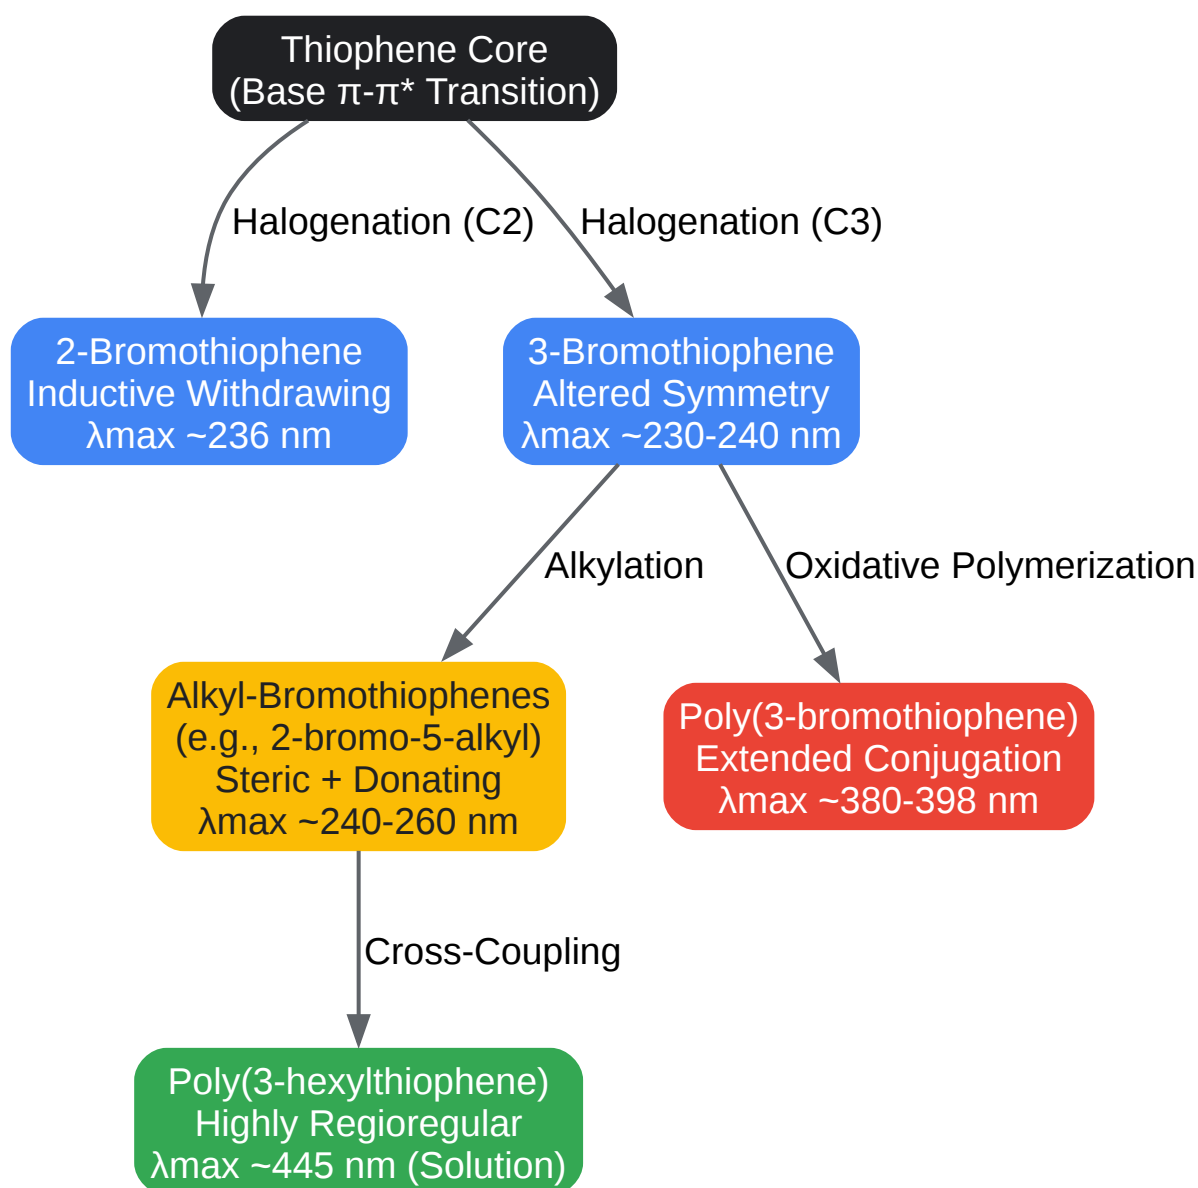 Thiophene Core
(Base π-π* Transition)
Halogenation (C2)
Halogenation (C3)
2-Bromothiophene
Inductive Withdrawing
λmax ~236 nm
3-Bromothiophene
Altered Symmetry
λmax ~230-240 nm
Alkylation
Oxidative Polymerization
Alkyl-Bromothiophenes
(e.g., 2-bromo-5-alkyl)
Steric + Donating
λmax ~240-260 nm
Poly(3-bromothiophene)
Extended Conjugation
λmax ~380-398 nm
Cross-Coupling
Poly(3-hexylthiophene)
Highly Regioregular
λmax ~445 nm (Solution)